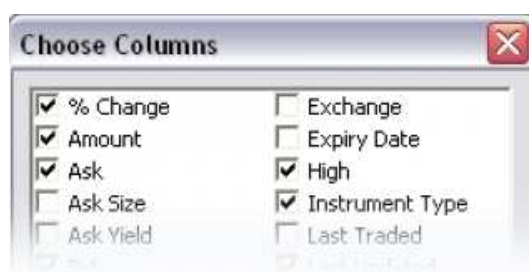 Choose Columns
% Change
Amount
Ask
Ask Size
Ask Yield
Exchange
Expiry Date
High
Instrument Type
Last Traded